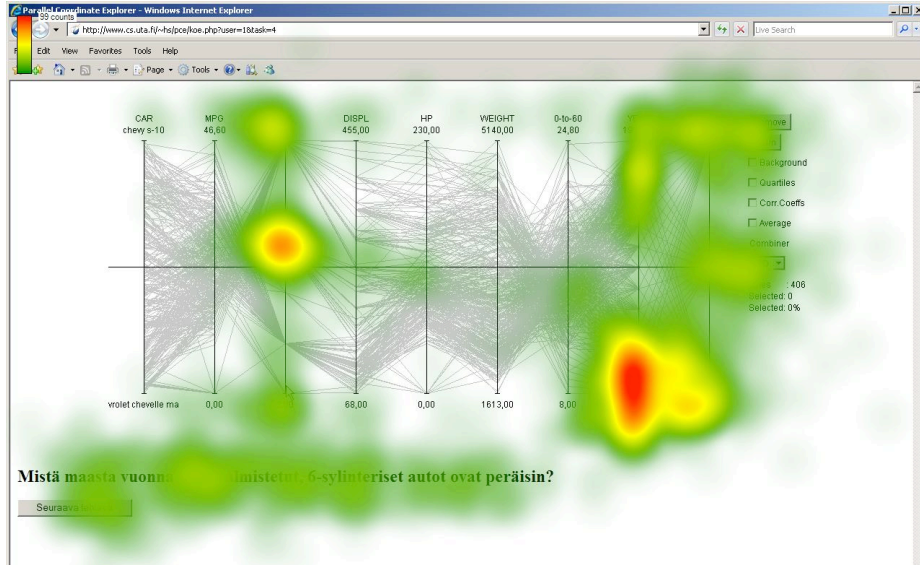 Parallel Coordinate Explorer - Windows Internet Explorer
99 counts
http://www.cs.uta.fi/~hs/pce/koe.php?user=18task=4
Live Search
Edit View Favorites Tools Help
Page Tools
CAR MPG DISPL HP WEIGHT 0-to-60
chevy s-10 46,60 455,00 230,00 5140,00 24,80
Background
Quartiles
Corr.Coeffs
Average
Combiner
: 406
Selected: 0
Selected: 0%
vrolet chevelle ma 0,00 68,00 0,00 1613,00 8,00
Mistä maasta vuonna 6-sylinteriset autot ovat peräisin?
Seuraava